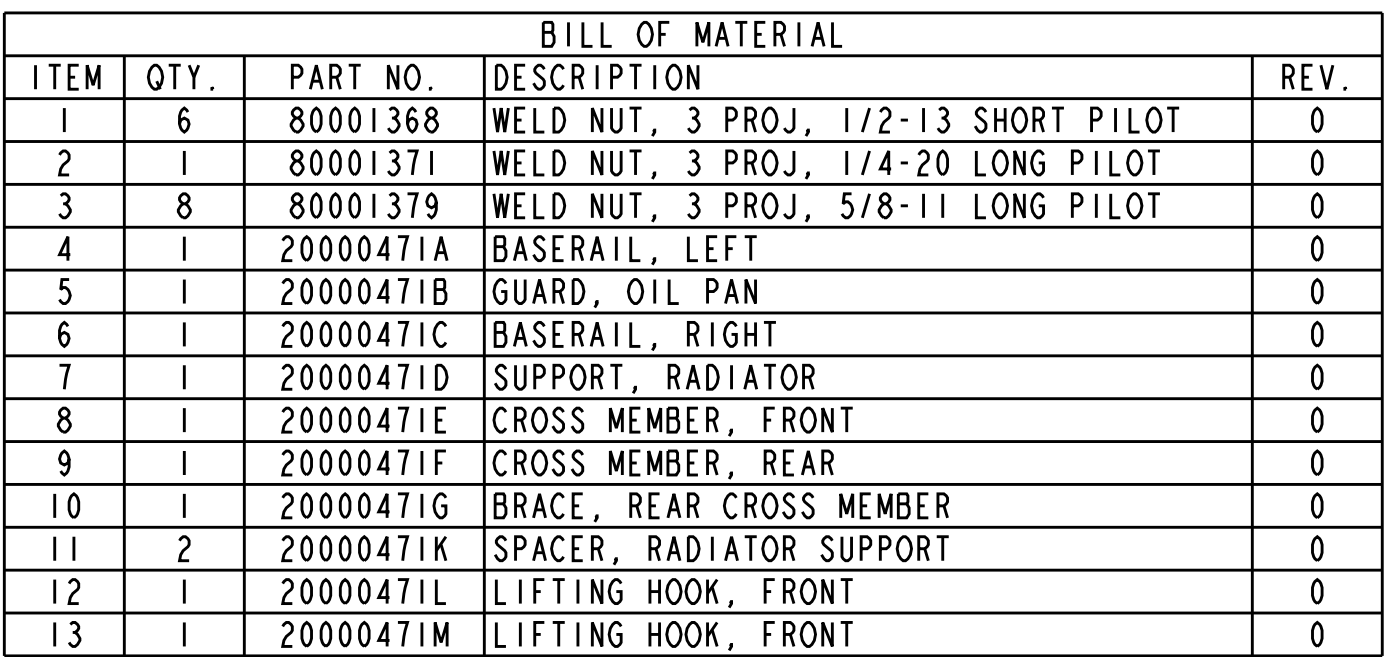 BILL OF MATERIAL
ITEM QTY. PART NO. DESCRIPTION REV.
1 6 80001368 WELD NUT, 3 PROJ, 1/2-13 SHORT PILOT 0
2 1 80001371 WELD NUT, 3 PROJ, 1/4-20 LONG PILOT 0
3 8 80001379 WELD NUT, 3 PROJ, 5/8-11 LONG PILOT 0
4 1 20000471A BASERAIL, LEFT 0
5 1 20000471B GUARD, OIL PAN 0
6 1 20000471C BASERAIL, RIGHT 0
7 1 20000471D SUPPORT, RADIATOR 0
8 1 20000471E CROSS MEMBER, FRONT 0
9 1 20000471F CROSS MEMBER, REAR 0
10 1 20000471G BRACE, REAR CROSS MEMBER 0
11 2 20000471K SPACER, RADIATOR SUPPORT 0
12 1 20000471L LIFTING HOOK, FRONT 0
13 1 20000471M LIFTING HOOK, FRONT 0